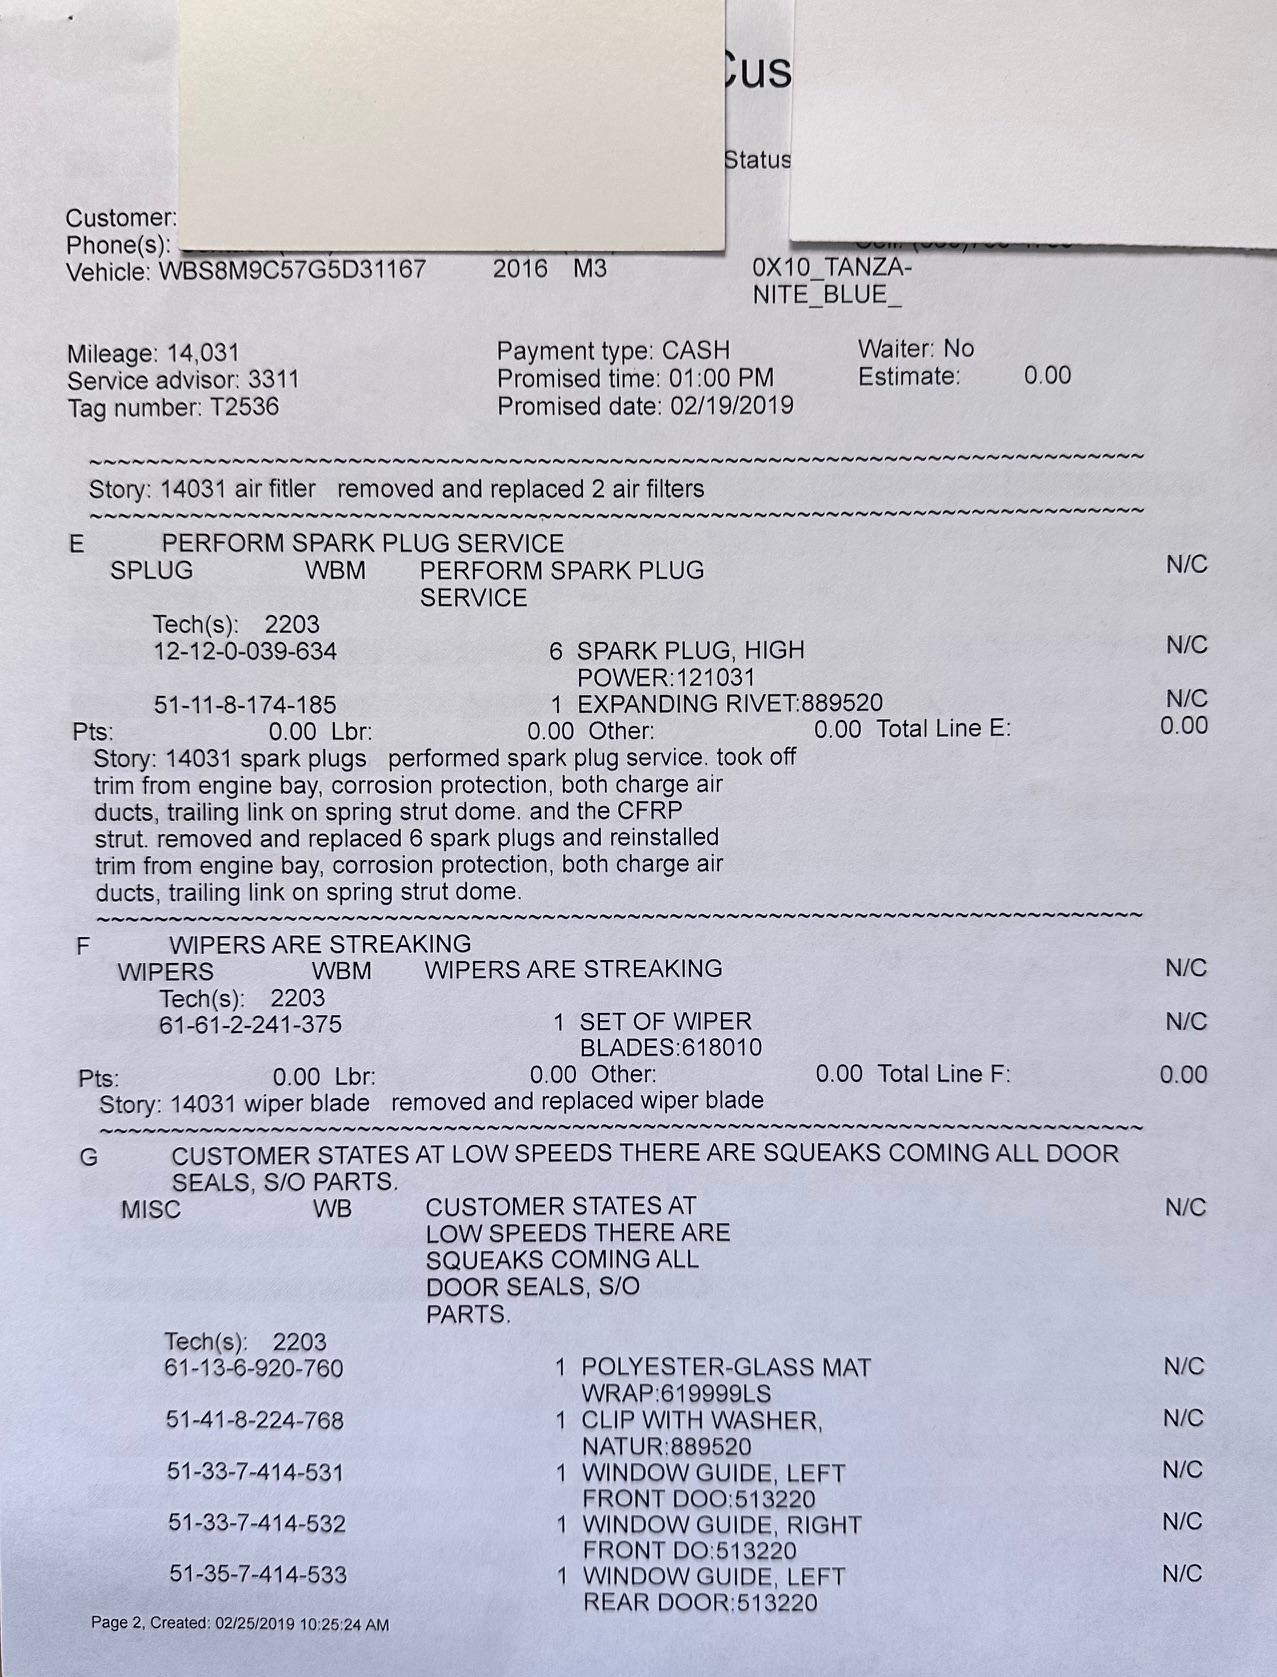 Cus
Status
Customer:
Phone(s):
Vehicle: WBS8M9C57G5D31167 2016 M3 0X10_TANZA-
NITE_BLUE_
Mileage: 14,031 Payment type: CASH Waiter: No
Service advisor: 3311 Promised time: 01:00 PM Estimate: 0.00
Tag number: T2536 Promised date: 02/19/2019
~~~~~~~~~~~~~~~~~~~~~~~~~~~~~~~~~~~~~~~~
Story: 14031 air fitler removed and replaced 2 air filters
~~~~~~~~~~~~~~~~~~~~~~~~~~~~~~~~~~~~~~~~
E PERFORM SPARK PLUG SERVICE
SPLUG WBM PERFORM SPARK PLUG N/C
SERVICE
Tech(s): 2203
12-12-0-039-634 6 SPARK PLUG, HIGH N/C
POWER:121031
51-11-8-174-185 1 EXPANDING RIVET:889520 N/C
Pts: 0.00 Lbr: 0.00 Other: 0.00 Total Line E: 0.00
Story: 14031 spark plugs performed spark plug service. took off
trim from engine bay, corrosion protection, both charge air
ducts, trailing link on spring strut dome. and the CFRP
strut. removed and replaced 6 spark plugs and reinstalled
trim from engine bay, corrosion protection, both charge air
ducts, trailing link on spring strut dome.
~~~~~~~~~~~~~~~~~~~~~~~~~~~~~~~~~~~~~~~~
F WIPERS ARE STREAKING
WIPERS WBM WIPERS ARE STREAKING N/C
Tech(s): 2203
61-61-2-241-375 1 SET OF WIPER N/C
BLADES:618010
Pts: 0.00 Lbr: 0.00 Other: 0.00 Total Line F: 0.00
Story: 14031 wiper blade removed and replaced wiper blade
~~~~~~~~~~~~~~~~~~~~~~~~~~~~~~~~~~~~~~~~
G CUSTOMER STATES AT LOW SPEEDS THERE ARE SQUEAKS COMING ALL DOOR
SEALS, S/O PARTS.
MISC WB CUSTOMER STATES AT N/C
LOW SPEEDS THERE ARE
SQUEAKS COMING ALL
DOOR SEALS, S/O
PARTS.
Tech(s): 2203
61-13-6-920-760 1 POLYESTER-GLASS MAT N/C
WRAP:619999LS
51-41-8-224-768 1 CLIP WITH WASHER, N/C
NATUR:889520
51-33-7-414-531 1 WINDOW GUIDE, LEFT N/C
FRONT DOO:513220
51-33-7-414-532 1 WINDOW GUIDE, RIGHT N/C
FRONT DO:513220
51-35-7-414-533 1 WINDOW GUIDE, LEFT N/C
REAR DOOR:513220
Page 2, Created: 02/25/2019 10:25:24 AM